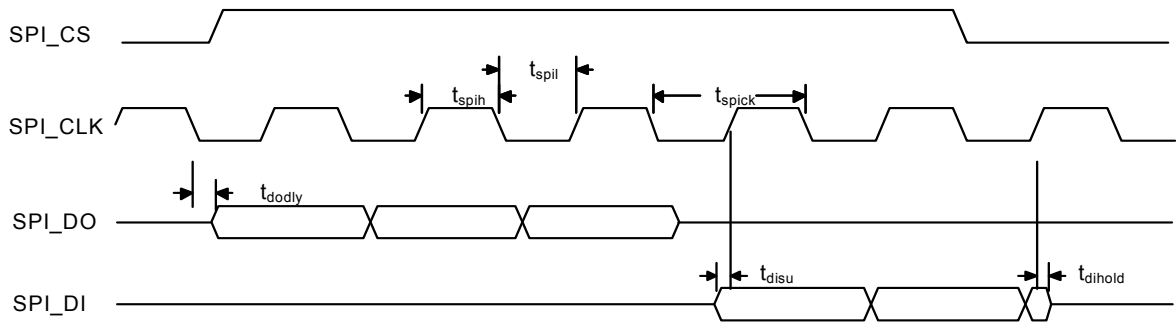 SPI_CS
t_spil
t_spih
t_spick
SPI_CLK
t_dodly
SPI_DO
t_disu
t_dihold
SPI_DI